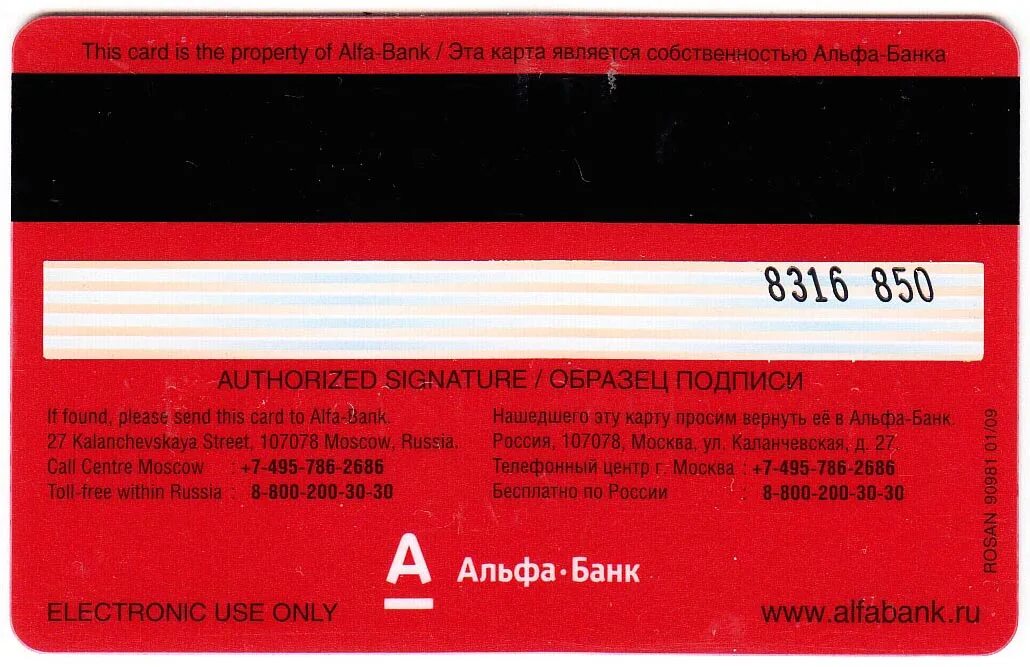 This card is the property of Alfa-Bank / Эта карта является собственностью Альфа-Банка
8316 850
AUTHORIZED SIGNATURE / ОБРАЗЕЦ ПОДПИСИ
If found, please send this card to Alfa-Bank.
27 Kalanchevskaya Street, 107078 Moscow, Russia.
Call Centre Moscow : +7-495-786-2686
Toll-free within Russia : 8-800-200-30-30
Нашедшего эту карту просим вернуть её в Альфа-Банк.
Россия, 107078, Москва, ул. Каланчевская, д. 27.
Телефонный центр г. Москва : +7-495-786-2686
Бесплатно по России : 8-800-200-30-30
ROSAN 90981 01/09
А Альфа·Банк
ELECTRONIC USE ONLY
www.alfabank.ru